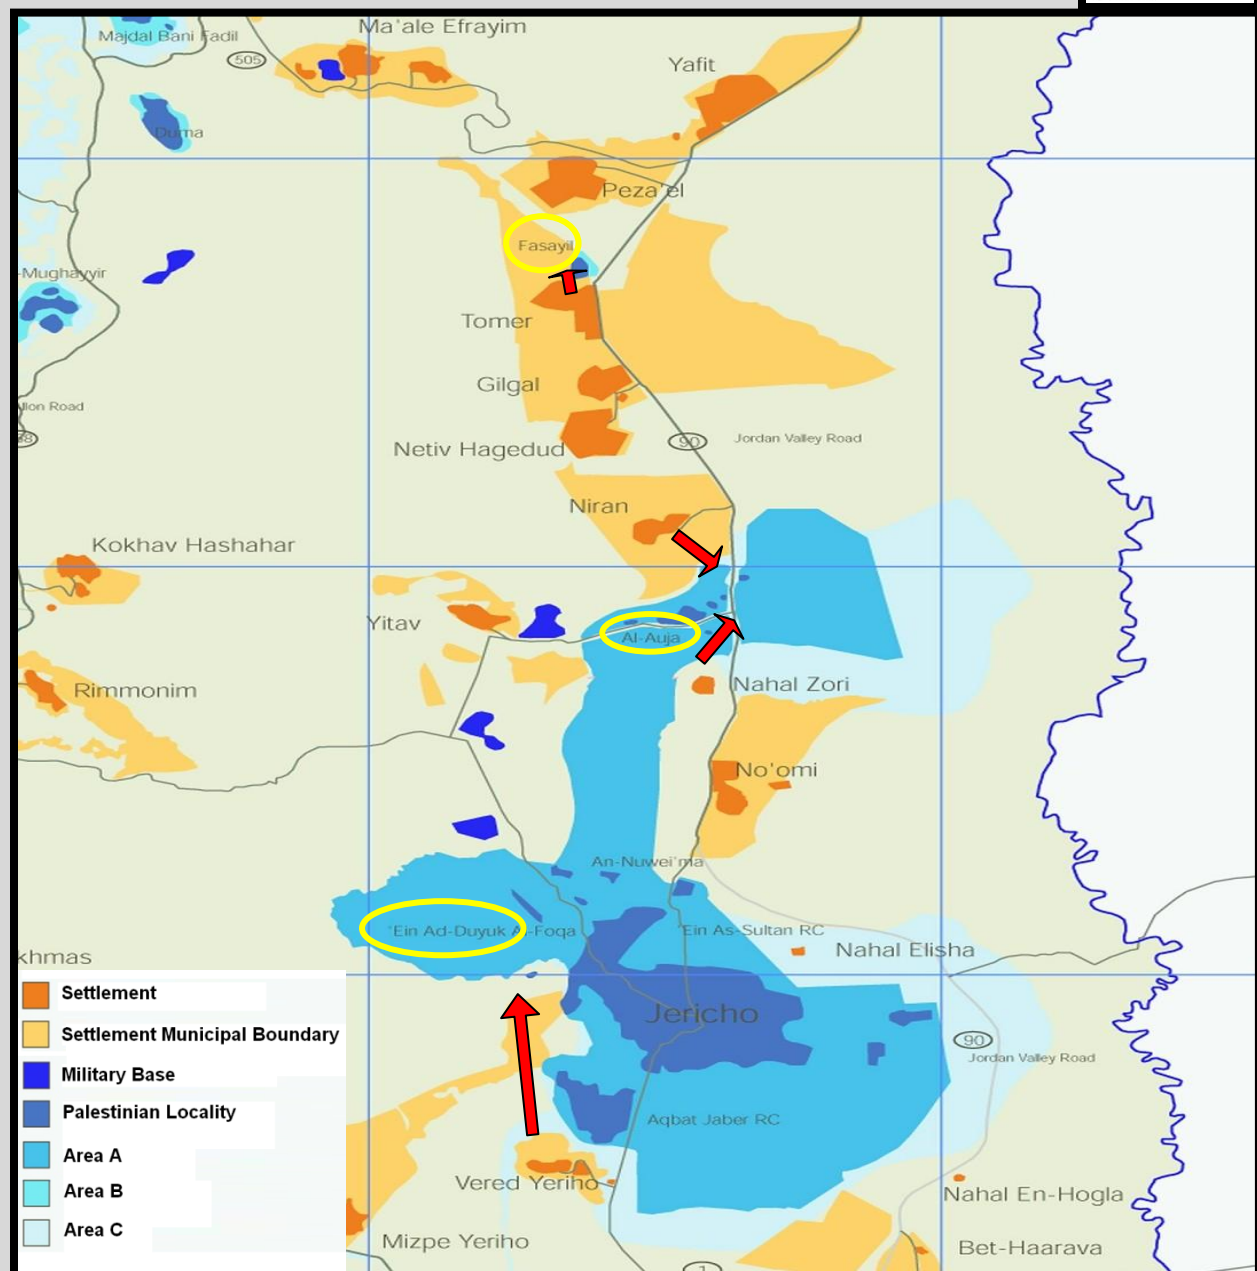 Ma'ale Efrayim
Majdal Bani Fadil
505
Yafit
Duma
Peza'el
Fasayil
-Mughayyir
Tomer
Gilgal
llon Road
90
Jordan Valley Road
Netiv Hagedud
Niran
Kokhav Hashahar
Yitav
Al-Auja
Rimmonim
Nahal Zori
No'omi
An-Nuwei'ma
'Ein Ad-Duyuk Al-Foqa
'Ein As-Sultan RC
Nahal Elisha
khmas
Settlement
Jericho
Settlement Municipal Boundary
90
Jordan Valley Road
Military Base
Palestinian Locality
Aqbat Jaber RC
Area A
Vered Yeriho
Area B
Nahal En-Hogla
Area C
Mizpe Yeriho
Bet-Haarava
1